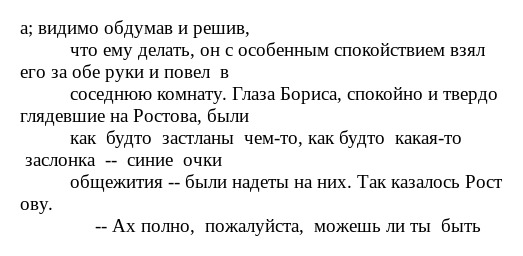 а; видимо обдумав и решив,
что ему делать, он с особенным спокойствием взял
его за обе руки и повел  в
соседнюю комнату. Глаза Бориса, спокойно и твердо
глядевшие на Ростова, были
как  будто  застланы  чем-то, как будто  какая-то
заслонка  --  синие  очки
общежития -- были надеты на них. Так казалось Рост
ову.
-- Ах полно,  пожалуйста,  можешь ли ты  быть